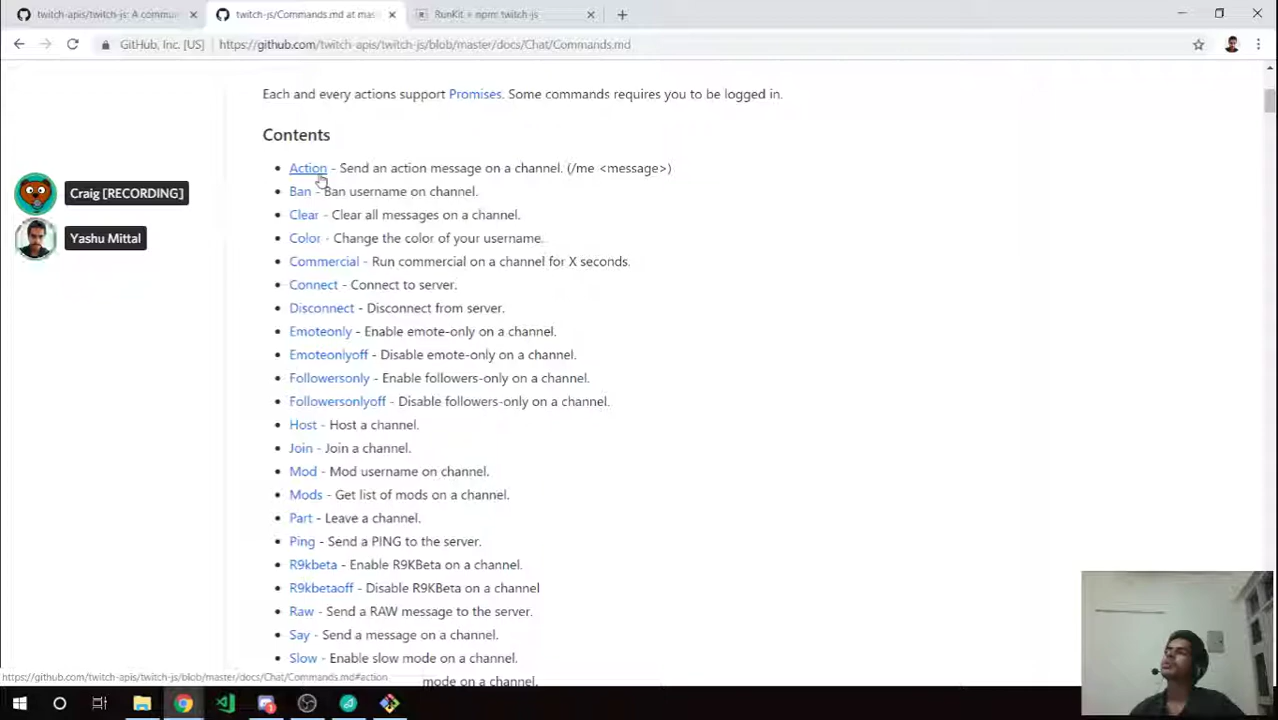 twitch-apis/twitch-js: A commu
twitch-js/Commands.md at mas
RunKit + npm: twitch-js
GitHub, Inc. [US]
https://github.com/twitch-apis/twitch-js/blob/master/docs/Chat/Commands.md
Each and every actions support Promises. Some commands requires you to be logged in.
Contents
Action - Send an action message on a channel. (/me <message>)
Ban - Ban username on channel.
Clear - Clear all messages on a channel.
Color - Change the color of your username.
Commercial - Run commercial on a channel for X seconds.
Connect - Connect to server.
Disconnect - Disconnect from server.
Emoteonly - Enable emote-only on a channel.
Emoteonlyoff - Disable emote-only on a channel.
Followersonly - Enable followers-only on a channel.
Followersonlyoff - Disable followers-only on a channel.
Host - Host a channel.
Join - Join a channel.
Mod - Mod username on channel.
Mods - Get list of mods on a channel.
Part - Leave a channel.
Ping - Send a PING to the server.
R9kbeta - Enable R9KBeta on a channel.
R9kbetaoff - Disable R9KBeta on a channel
Raw - Send a RAW message to the server.
Say - Send a message on a channel.
Slow - Enable slow mode on a channel.
mode on a channel.
Craig [RECORDING]
Yashu Mittal
https://github.com/twitch-apis/twitch-js/blob/master/docs/Chat/Commands.md#action